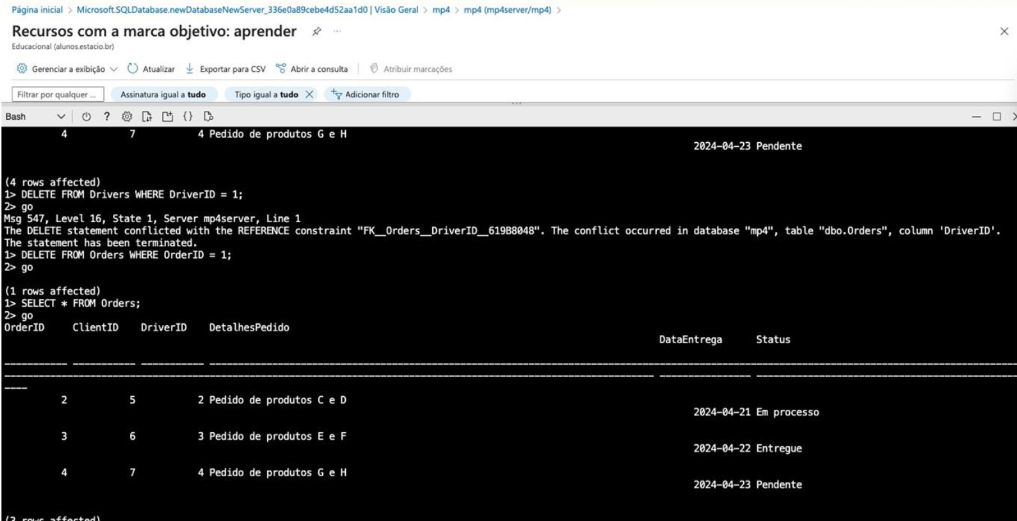 Página inicial > Microsoft.SQLDatabase.newDatabaseNewServer_336e0a89cebe4d52aa1d0 | Visão Geral > mp4 > mp4 (mp4server/mp4) >
Recursos com a marca objetivo: aprender
Educacional (alunos.estacio.br)
Gerenciar a exibição Atualizar Exportar para CSV Abrir a consulta Atribuir marcações
Filtrar por qualquer ... Assinatura igual a tudo Tipo igual a tudo Adicionar filtro
Bash
4 7 4 Pedido de produtos G e H
2024-04-23 Pendente
(4 rows affected)
1> DELETE FROM Drivers WHERE DriverID = 1;
2> go
Msg 547, Level 16, State 1, Server mp4server, Line 1
The DELETE statement conflicted with the REFERENCE constraint "FK__Orders__DriverID__619B8048". The conflict occurred in database "mp4", table "dbo.Orders", column 'DriverID'.
The statement has been terminated.
1> DELETE FROM Orders WHERE OrderID = 1;
2> go
(1 rows affected)
1> SELECT * FROM Orders;
2> go
OrderID ClientID DriverID DetalhesPedido
DataEntrega Status
2 5 2 Pedido de produtos C e D
2024-04-21 Em processo
3 6 3 Pedido de produtos E e F
2024-04-22 Entregue
4 7 4 Pedido de produtos G e H
2024-04-23 Pendente
(3 rows affected)